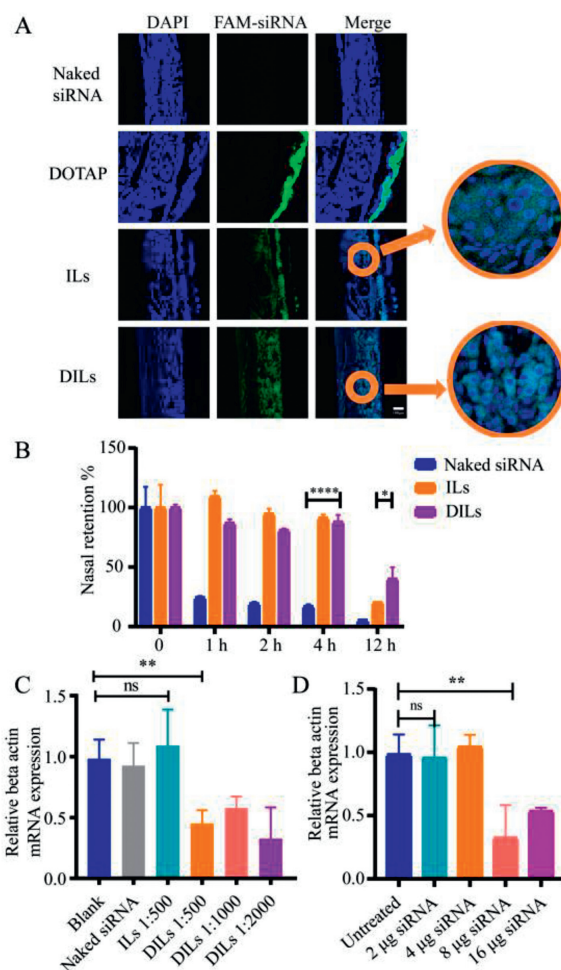 A
DAPI FAM-siRNA Merge
Naked
siRNA
DOTAP
ILs
DILs
B
Nasal retention %
150
100
50
0
****
*
Naked siRNA
ILs
DILs
0 1 h 2 h 4 h 12 h
C
Relative beta actin
mRNA expression
1.5
1.0
0.5
0.0
**
ns
Blank
Naked siRNA
ILs 1:500
DILs 1:500
DILs 1:1000
DILs 1:2000
D
Relative beta actin
mRNA expression
1.5
1.0
0.5
0.0
**
ns
Untreated
2 µg siRNA
4 µg siRNA
8 µg siRNA
16 µg siRNA